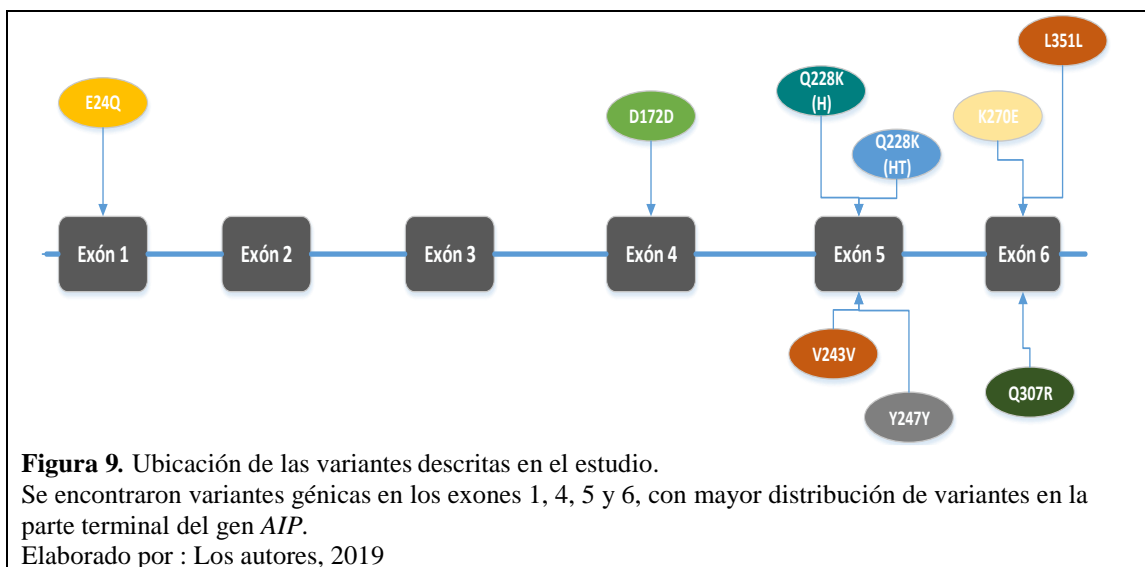 L351L
E24Q
D172D
Q228K
(H)
Q228K
(HT)
K270E
Exón 1
Exón 2
Exón 3
Exón 4
Exón 5
Exón 6
V243V
Y247Y
Q307R
Figura 9. Ubicación de las variantes descritas en el estudio.
Se encontraron variantes génicas en los exones 1, 4, 5 y 6, con mayor distribución de variantes en la
parte terminal del gen AIP.
Elaborado por : Los autores, 2019